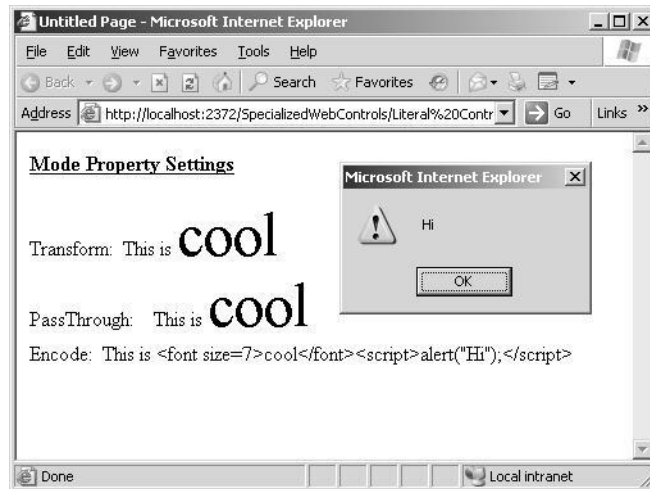 Untitled Page - Microsoft Internet Explorer
File Edit View Favorites Tools Help
Back Search Favorites
Address http://localhost:2372/SpecializedWebControls/Literal%20Contr Go Links »
Mode Property Settings
Microsoft Internet Explorer
Hi
OK
Transform: This is cool
PassThrough: This is cool
Encode: This is <font size=7>cool</font><script>alert("Hi");</script>
Done Local intranet